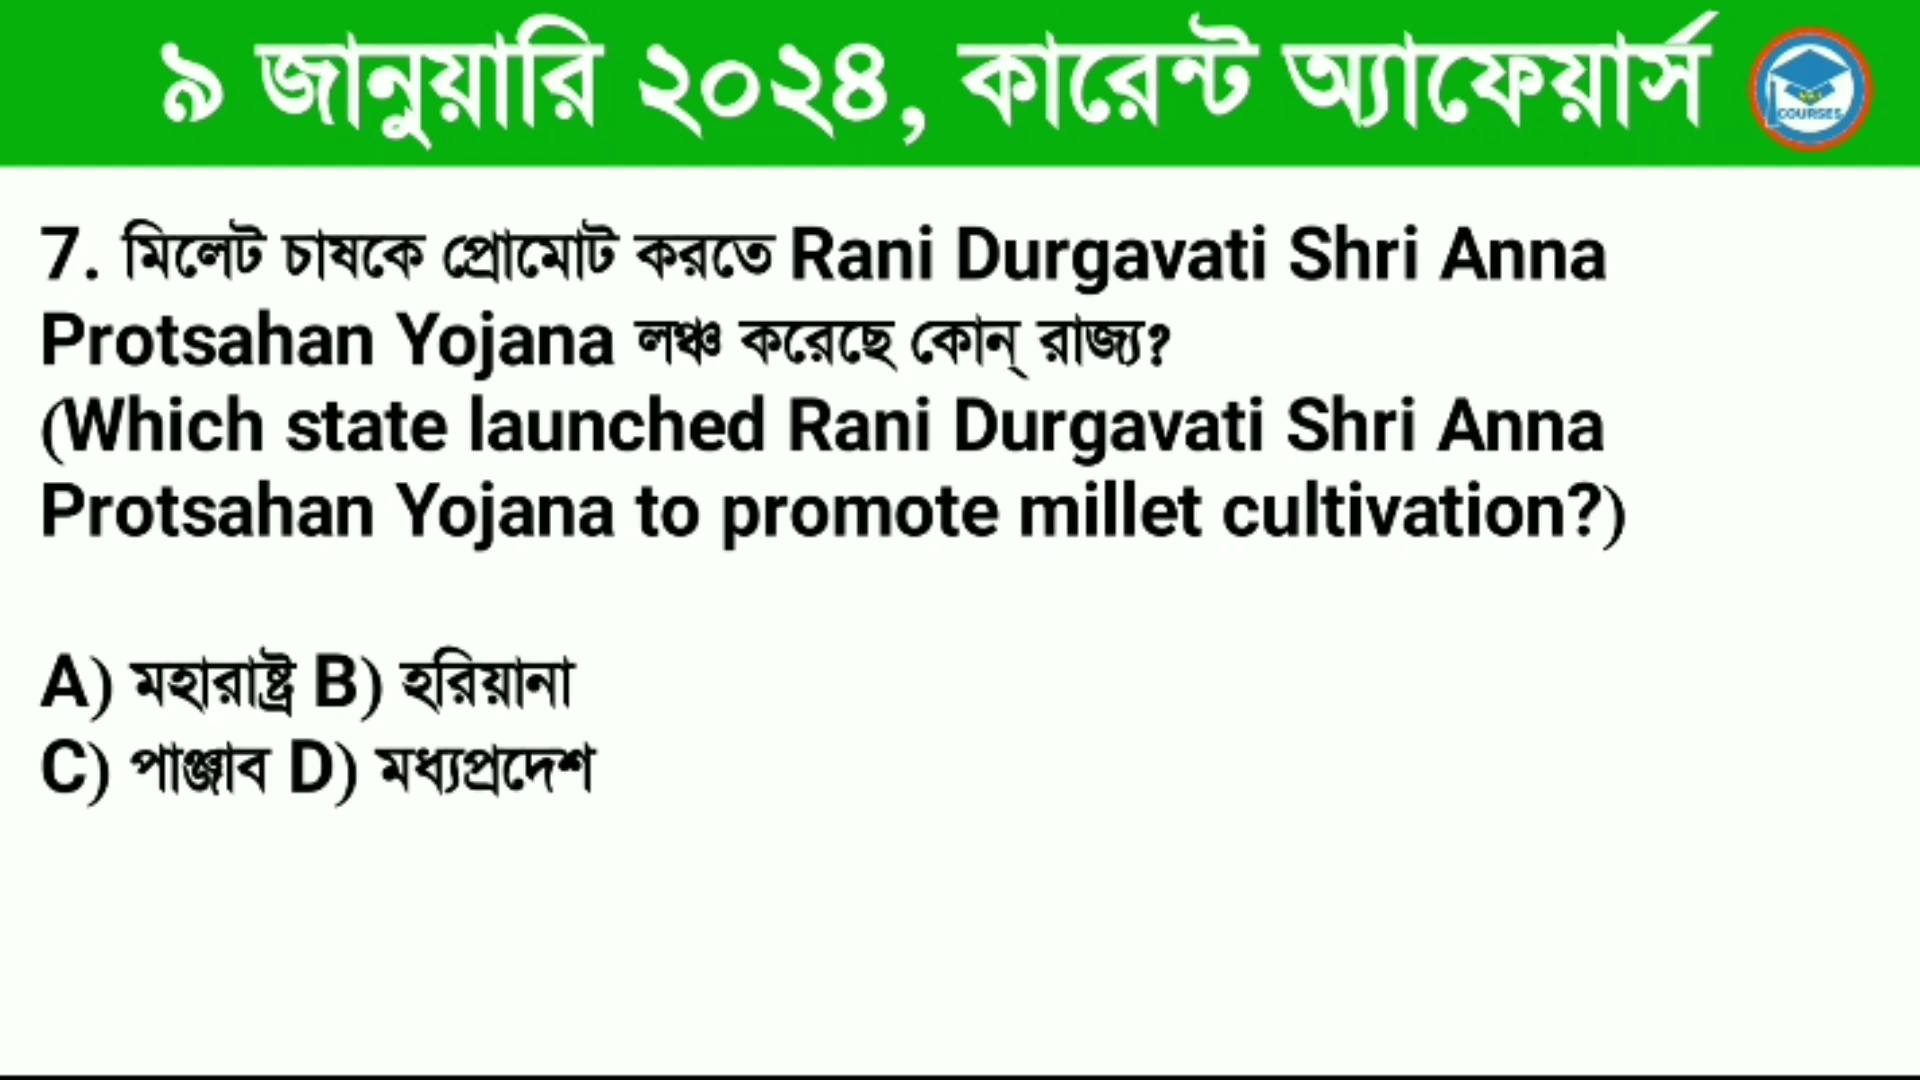 ৯ জানুয়ারি ২০২৪, কারেন্ট অ্যাফেয়ার্স
COURSES
7. মিলেট চাষকে প্রোমোট করতে Rani Durgavati Shri Anna
Protsahan Yojana লঞ্চ করেছে কোন্ রাজ্য?
(Which state launched Rani Durgavati Shri Anna
Protsahan Yojana to promote millet cultivation?)
A) মহারাষ্ট্র B) হরিয়ানা
C) পাঞ্জাব D) মধ্যপ্রদেশ